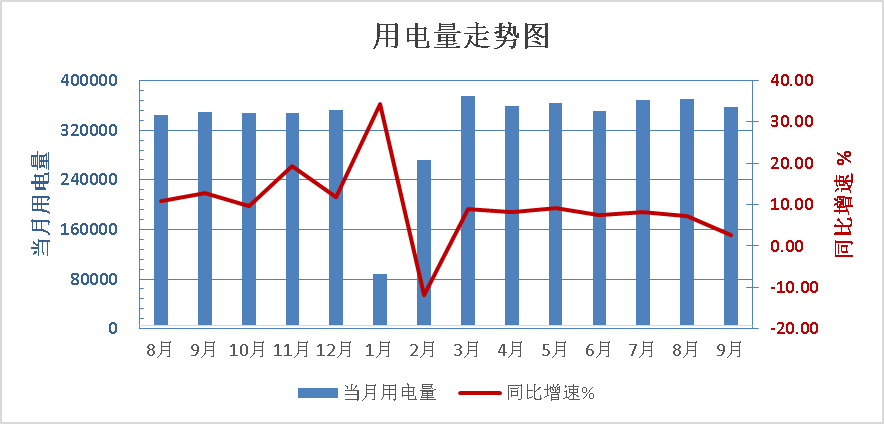 用电量走势图
400000
320000
240000
160000
80000
0
当月用电量
40.00
30.00
20.00
10.00
0.00
-10.00
-20.00
同比增速 %
8月 9月 10月 11月 12月 1月 2月 3月 4月 5月 6月 7月 8月 9月
当月用电量 同比增速%